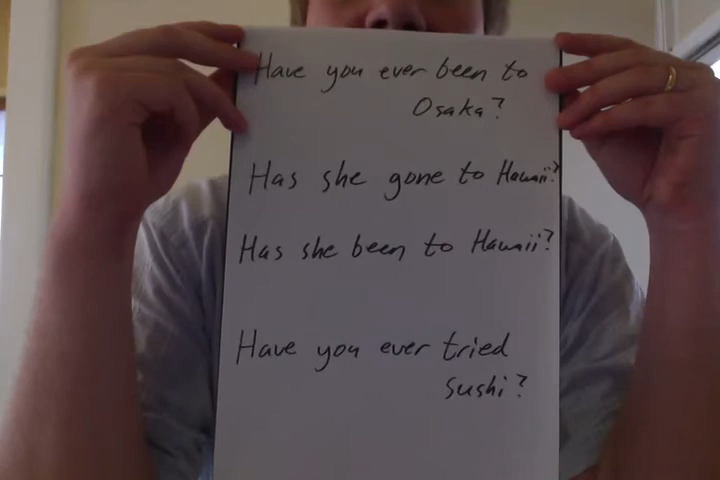 Have you ever been to
Osaka?
Has she gone to Hawaii?
Has she been to Hawaii?
Have you ever tried
sushi?